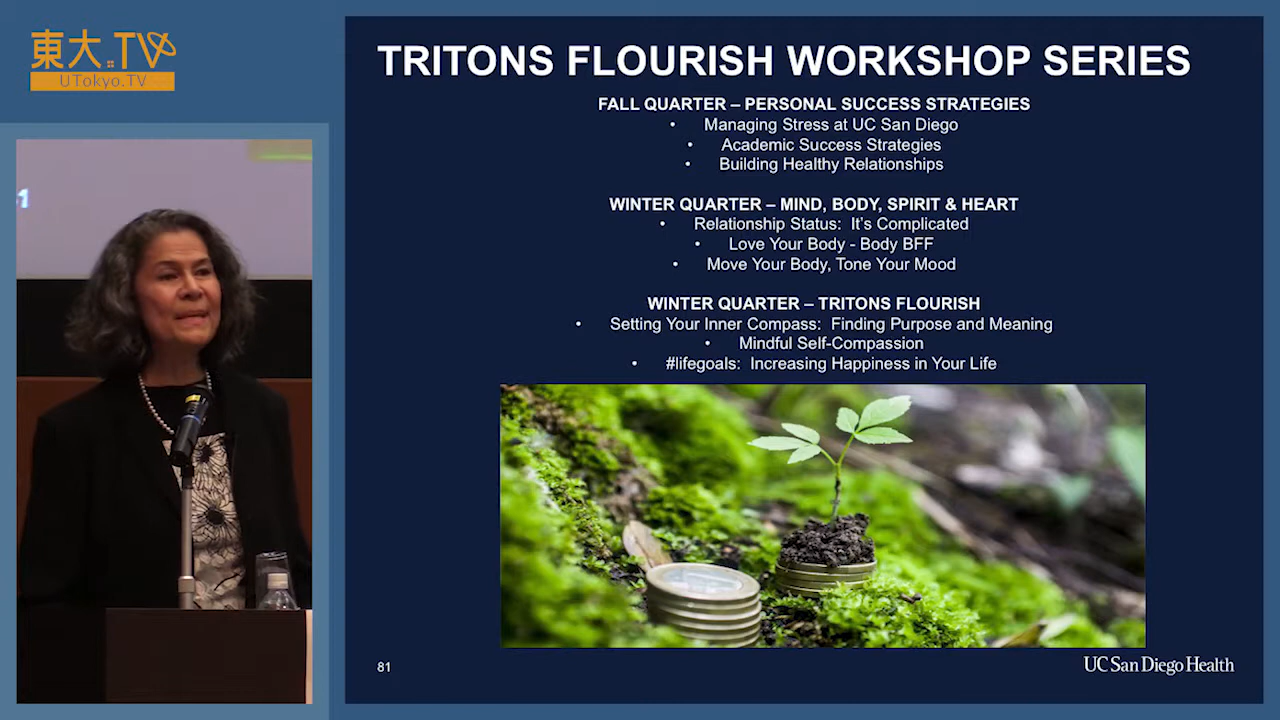 東大.TV
UTokyo.TV
TRITONS FLOURISH WORKSHOP SERIES
FALL QUARTER – PERSONAL SUCCESS STRATEGIES
• Managing Stress at UC San Diego
• Academic Success Strategies
• Building Healthy Relationships
WINTER QUARTER – MIND, BODY, SPIRIT & HEART
• Relationship Status: It's Complicated
• Love Your Body - Body BFF
• Move Your Body, Tone Your Mood
WINTER QUARTER – TRITONS FLOURISH
• Setting Your Inner Compass: Finding Purpose and Meaning
• Mindful Self-Compassion
• #lifegoals: Increasing Happiness in Your Life
81
UC San Diego Health